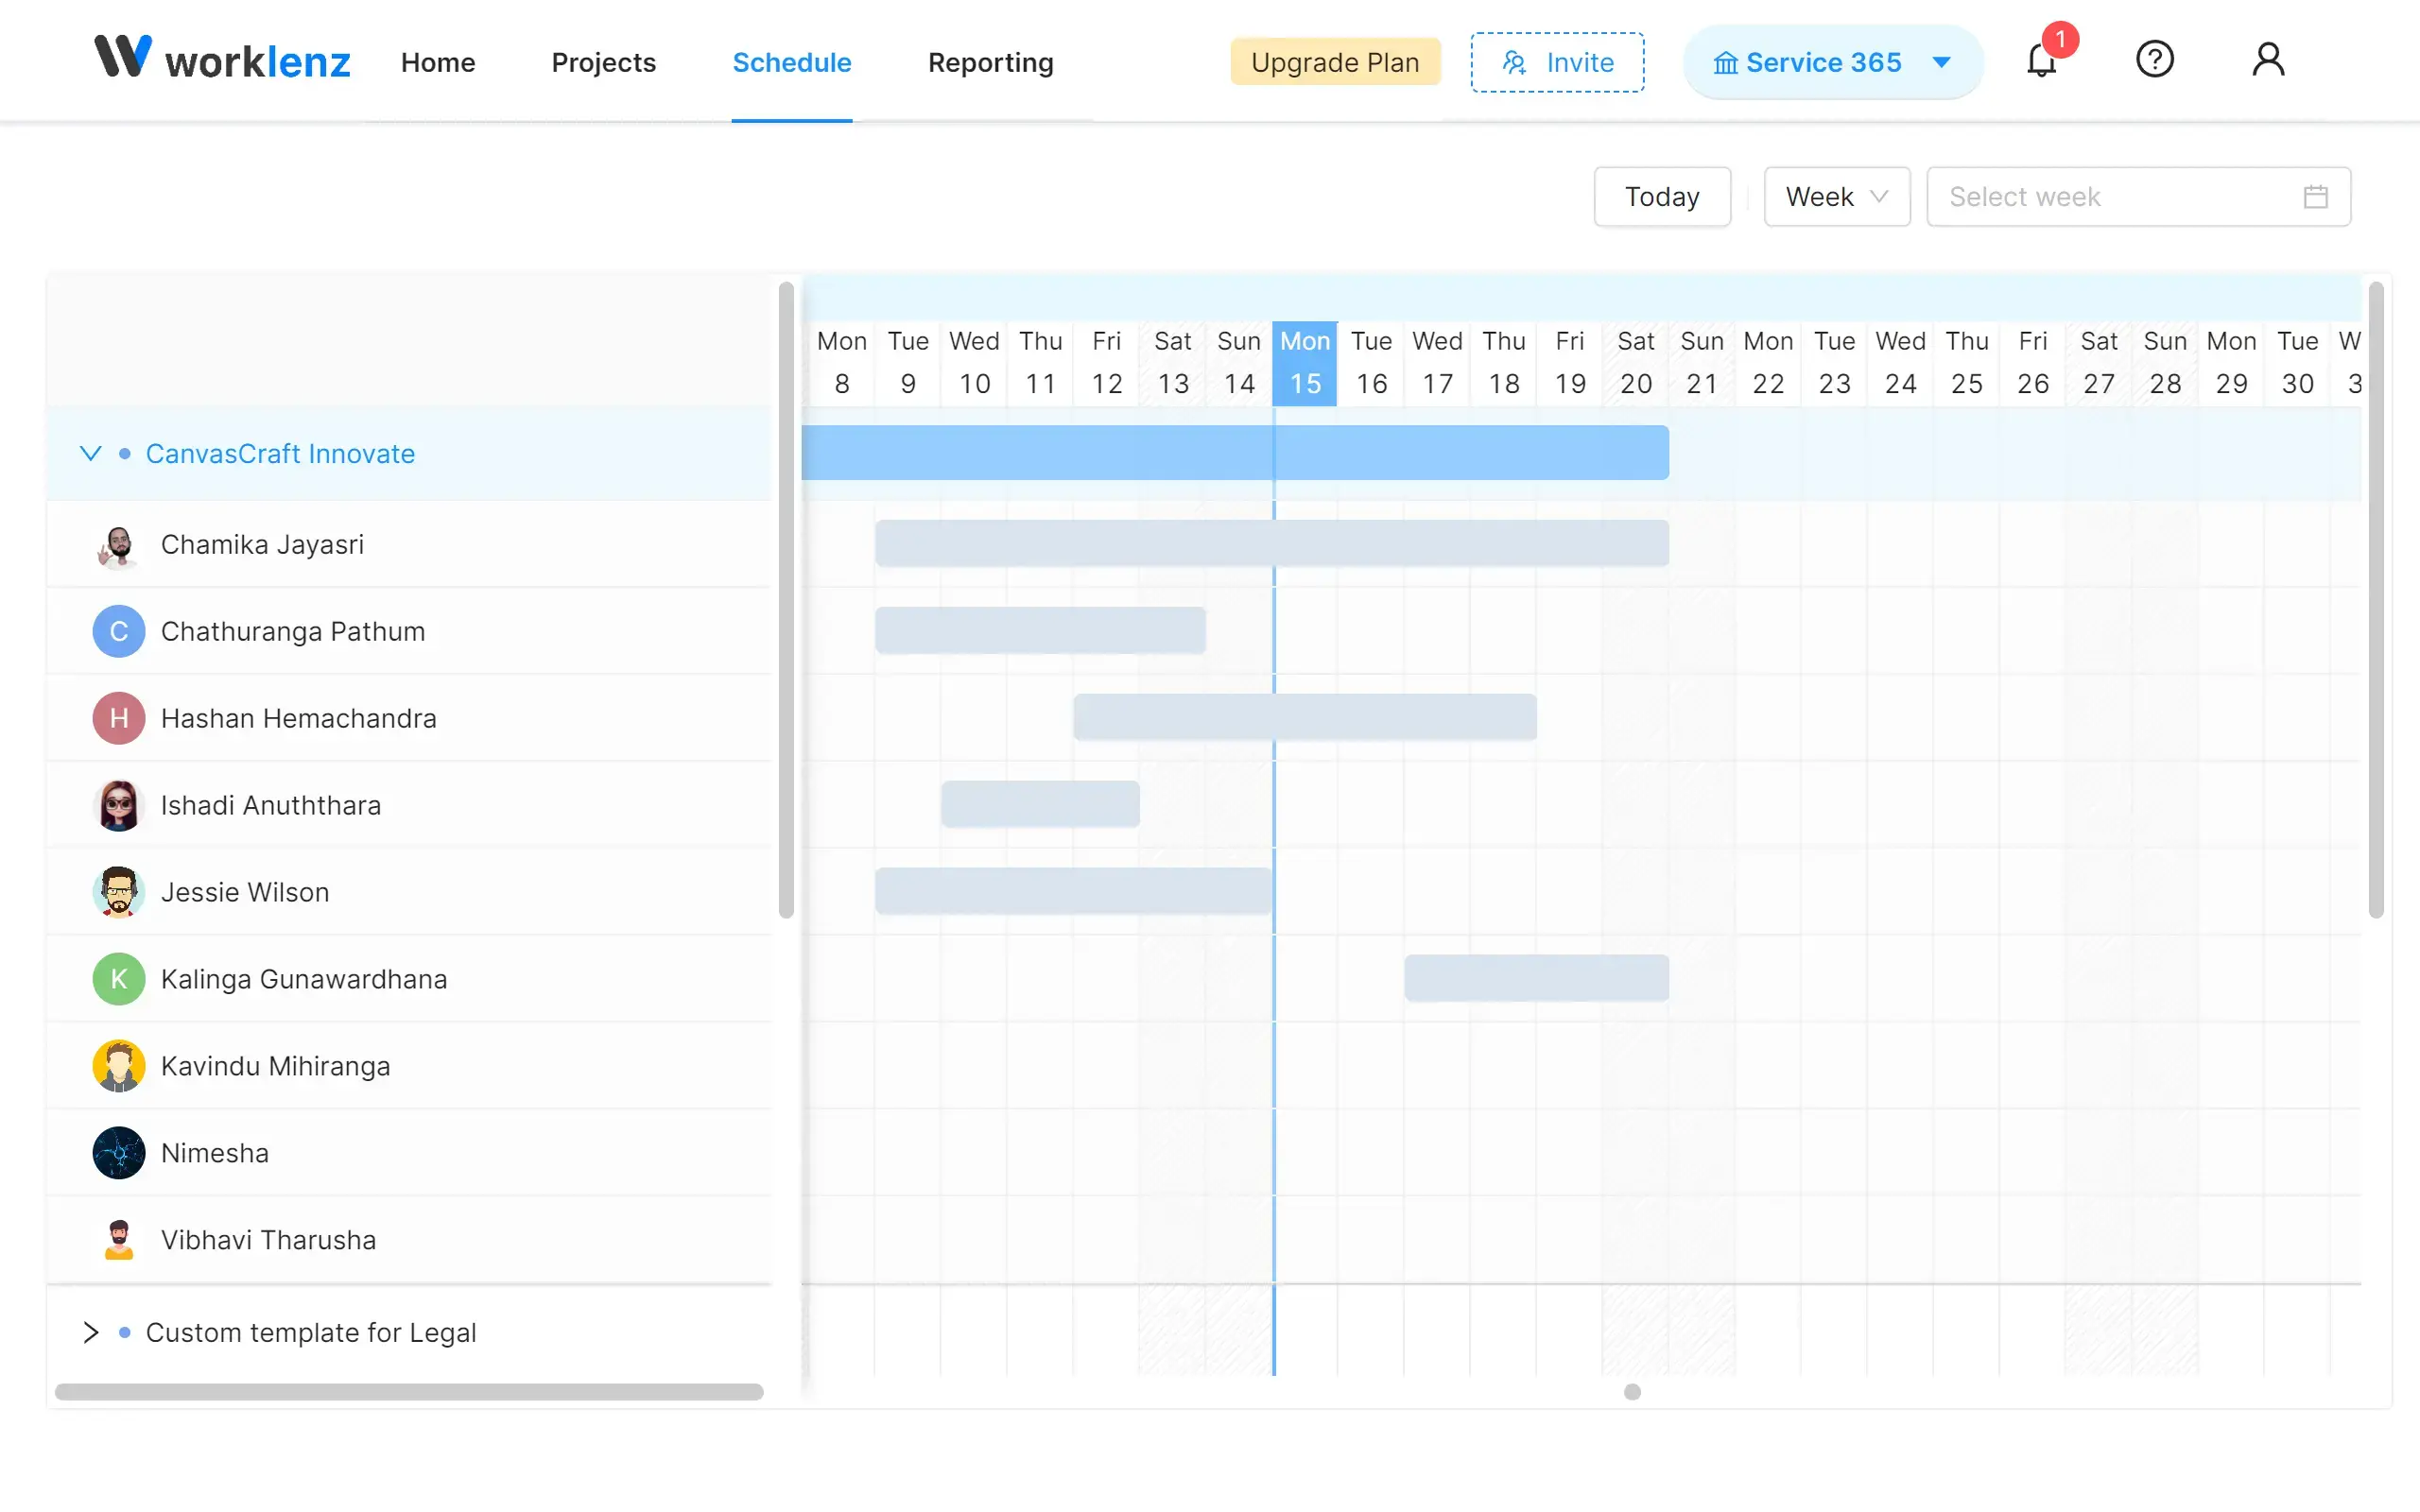 worklenz Home Projects Schedule Reporting Upgrade Plan Invite Service 365 1
Today Week Select week
Mon Tue Wed Thu Fri Sat Sun Mon Tue Wed Thu Fri Sat Sun Mon Tue Wed Thu Fri Sat Sun Mon Tue W
8 9 10 11 12 13 14 15 16 17 18 19 20 21 22 23 24 25 26 27 28 29 30 3
CanvasCraft Innovate
Chamika Jayasri
C Chathuranga Pathum
H Hashan Hemachandra
Ishadi Anuththara
Jessie Wilson
K Kalinga Gunawardhana
Kavindu Mihiranga
Nimesha
Vibhavi Tharusha
Custom template for Legal